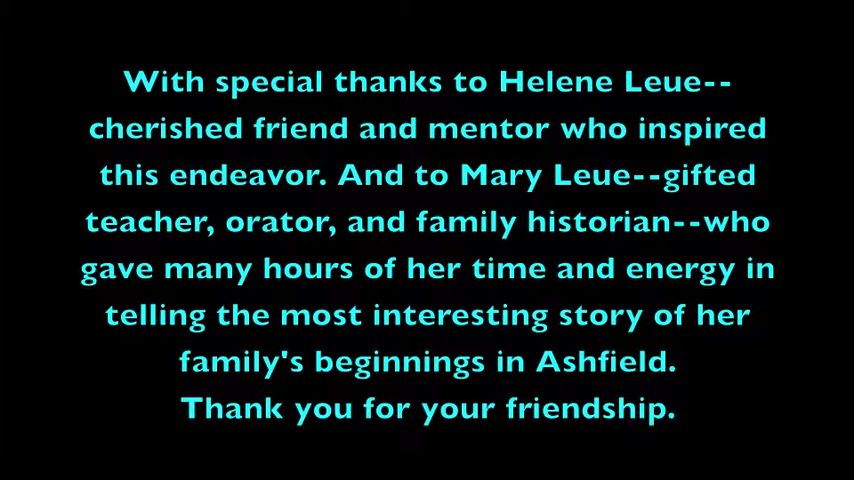 With special thanks to Helene Leue--
cherished friend and mentor who inspired
this endeavor. And to Mary Leue--gifted
teacher, orator, and family historian--who
gave many hours of her time and energy in
telling the most interesting story of her
family's beginnings in Ashfield.
Thank you for your friendship.